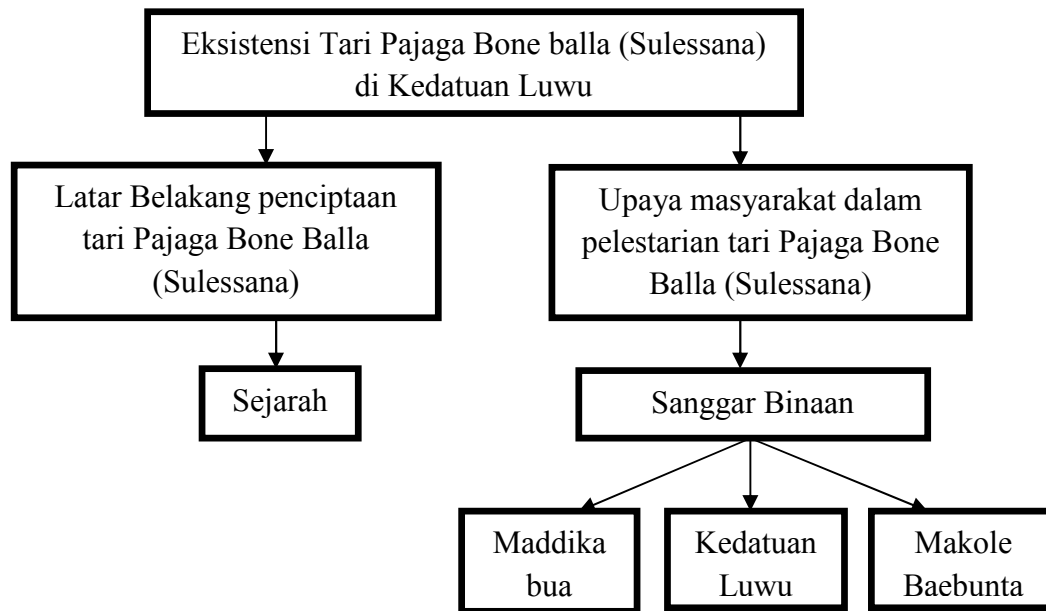 Eksistensi Tari Pajaga Bone balla (Sulessana)
di Kedatuan Luwu
Latar Belakang penciptaan
tari Pajaga Bone Balla
(Sulessana)
Upaya masyarakat dalam
pelestarian tari Pajaga Bone
Balla (Sulessana)
Sejarah
Sanggar Binaan
Maddika
bua
Kedatuan
Luwu
Makole
Baebunta